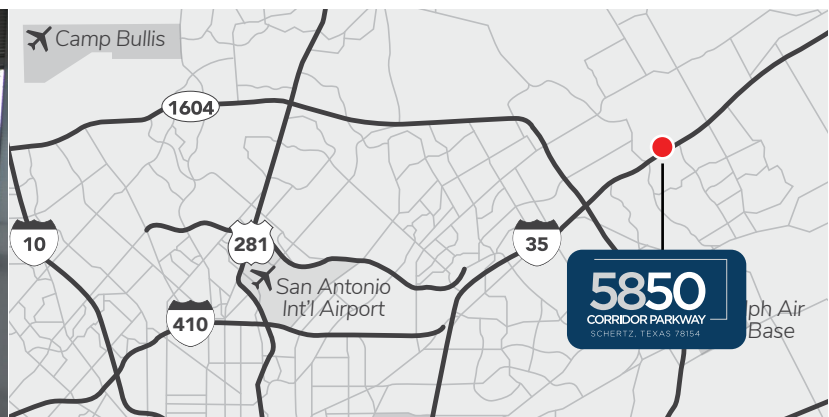 Camp Bullis
1604
10
281
35
San Antonio
Int'l Airport
410
5850
CORRIDOR PARKWAY
SCHERTZ, TEXAS 78154
lph Air
Base